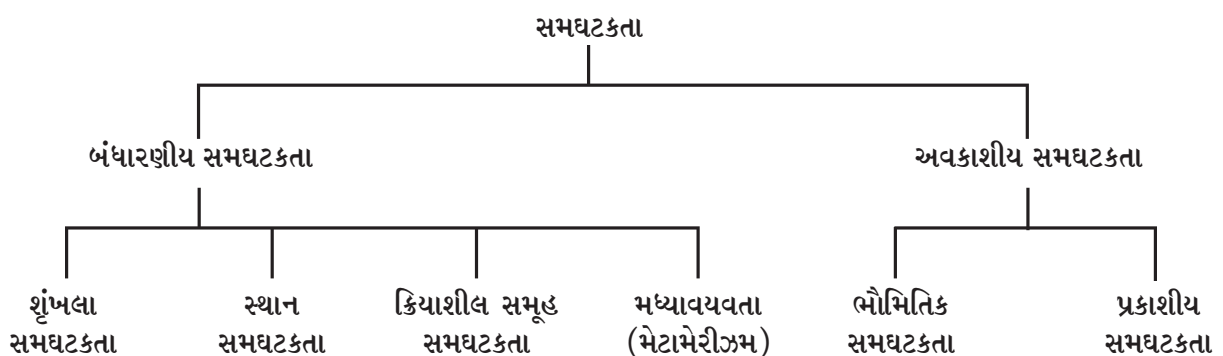 સમઘટકતા
બંધારણીય સમઘટકતા
અવકાશીય સમઘટકતા
શૃંખલા
સમઘટકતા
સ્થાન
સમઘટકતા
ક્રિયાશીલ સમૂહ
સમઘટકતા
મધ્યાવયવતા
(મેટામેરીઝમ)
ભૌમિતિક
સમઘટકતા
પ્રકાશીય
સમઘટકતા